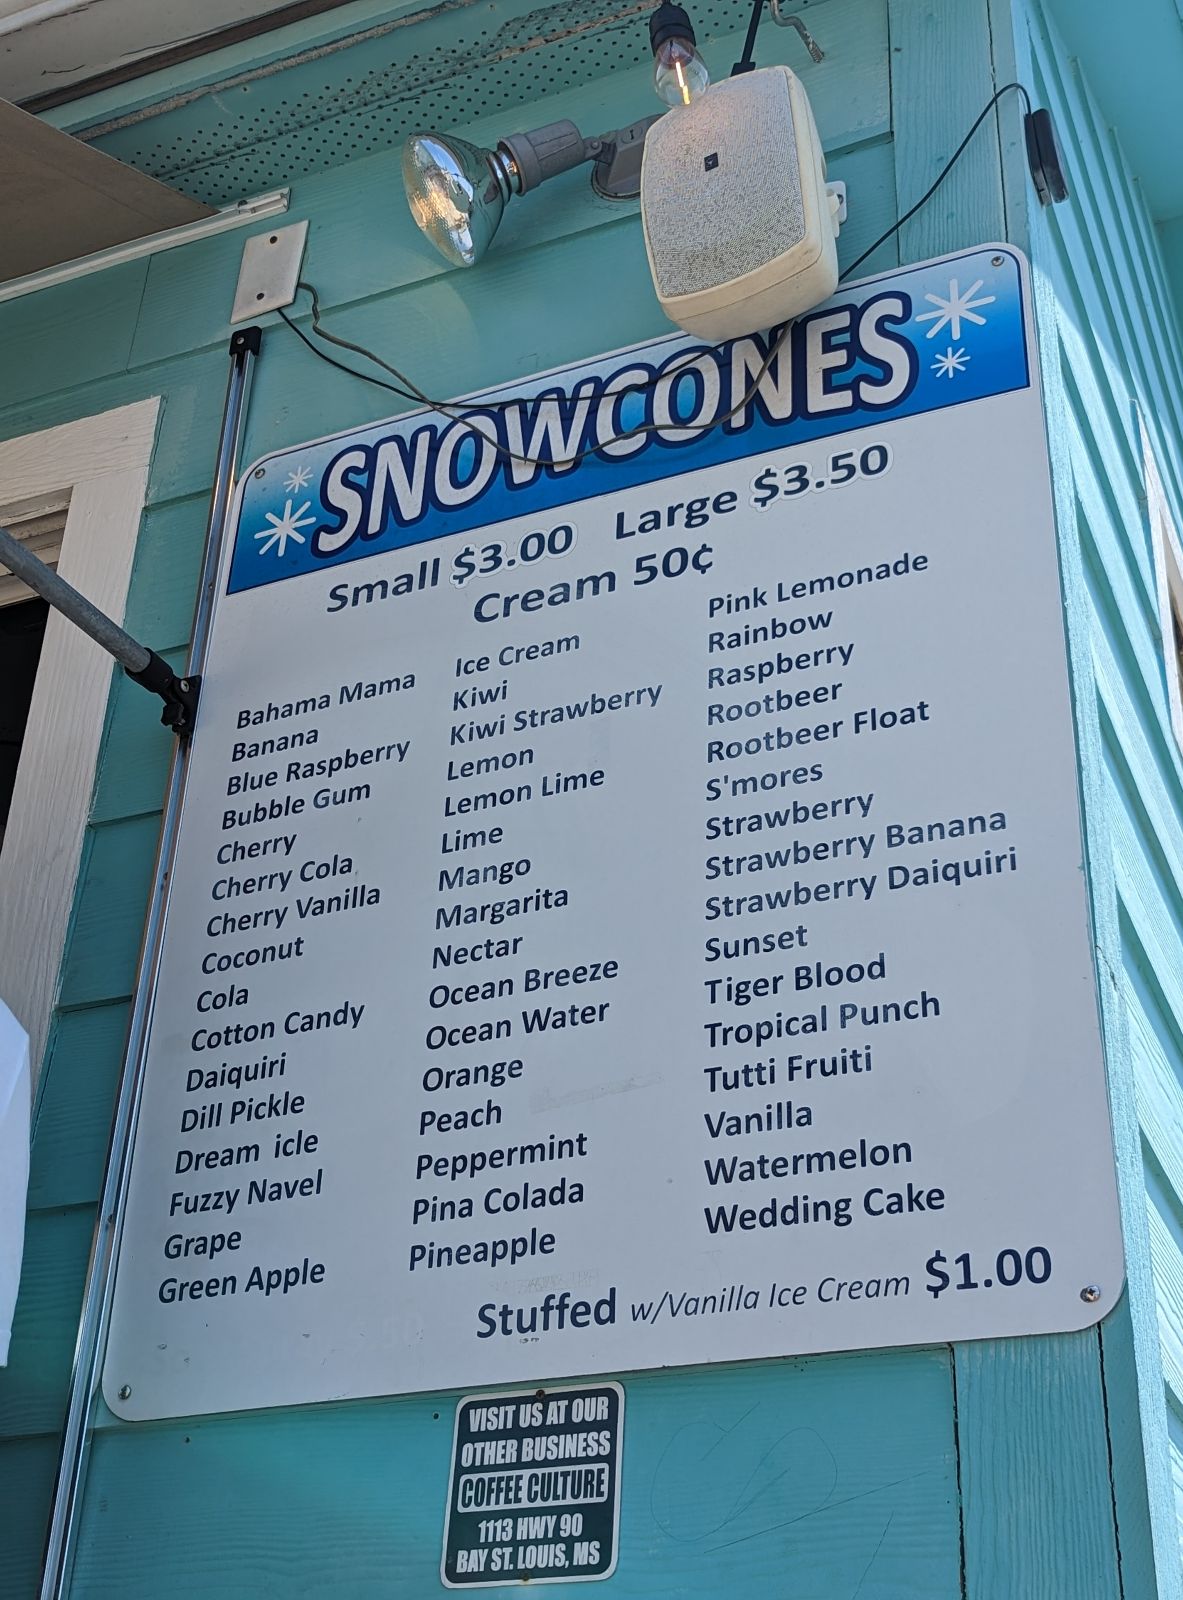 SNOWCONES
Small $3.00 Large $3.50
Cream 50¢
Bahama Mama
Banana
Blue Raspberry
Bubble Gum
Cherry
Cherry Cola
Cherry Vanilla
Coconut
Cola
Cotton Candy
Daiquiri
Dill Pickle
Dream icle
Fuzzy Navel
Grape
Green Apple
Ice Cream
Kiwi
Kiwi Strawberry
Lemon
Lemon Lime
Lime
Mango
Margarita
Nectar
Ocean Breeze
Ocean Water
Orange
Peach
Peppermint
Pina Colada
Pineapple
Pink Lemonade
Rainbow
Raspberry
Rootbeer
Rootbeer Float
S'mores
Strawberry
Strawberry Banana
Strawberry Daiquiri
Sunset
Tiger Blood
Tropical Punch
Tutti Fruiti
Vanilla
Watermelon
Wedding Cake
Stuffed w/Vanilla Ice Cream $1.00
VISIT US AT OUR
OTHER BUSINESS
COFFEE CULTURE
1113 HWY 90
BAY ST. LOUIS, MS